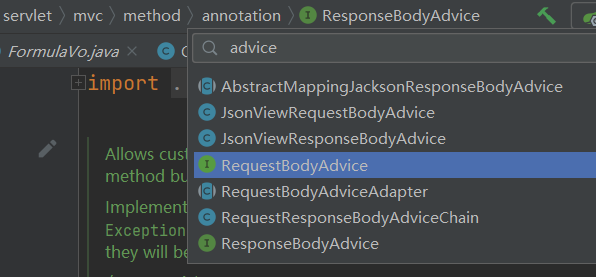 servlet mvc method annotation ResponseBodyAdvice
FormulaVo.java
advice
import .
AbstractMappingJacksonResponseBodyAdvice
JsonViewRequestBodyAdvice
JsonViewResponseBodyAdvice
Allows cust
RequestBodyAdvice
method bu
RequestBodyAdviceAdapter
Implement
RequestResponseBodyAdviceChain
Exception
ResponseBodyAdvice
they will be